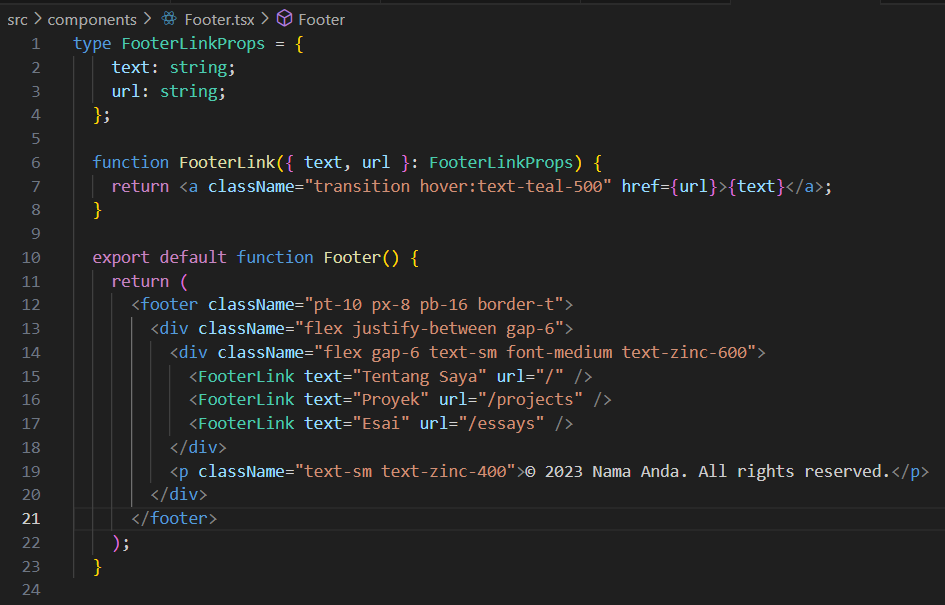 src > components > Footer.tsx > Footer
1 type FooterLinkProps = {
2 text: string;
3 url: string;
4 };
5
6 function FooterLink({ text, url }: FooterLinkProps) {
7 return <a className="transition hover:text-teal-500" href={url}>{text}</a>;
8 }
9
10 export default function Footer() {
11 return (
12 <footer className="pt-10 px-8 pb-16 border-t">
13 <div className="flex justify-between gap-6">
14 <div className="flex gap-6 text-sm font-medium text-zinc-600">
15 <FooterLink text="Tentang Saya" url="/" />
16 <FooterLink text="Proyek" url="/projects" />
17 <FooterLink text="Esai" url="/essays" />
18 </div>
19 <p className="text-sm text-zinc-400">© 2023 Nama Anda. All rights reserved.</p>
20 </div>
21 </footer>
22 );
23 }
24